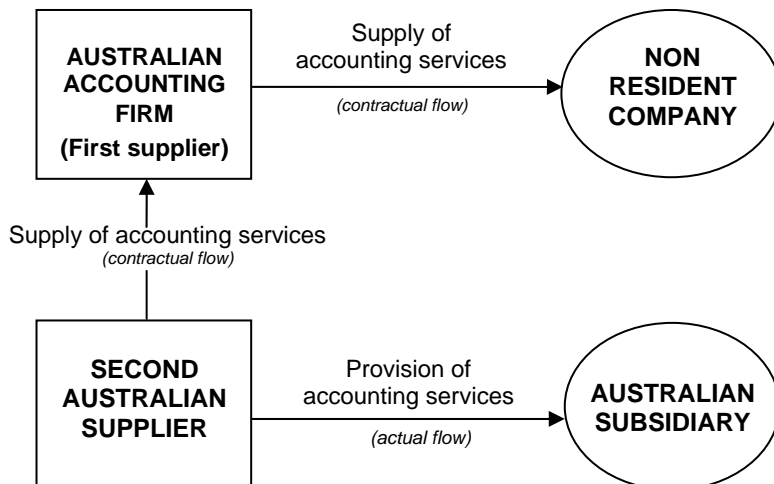 AUSTRALIAN
ACCOUNTING
FIRM
(First supplier)
Supply of
accounting services
(contractual flow)
NON
RESIDENT
COMPANY
Supply of accounting services
(contractual flow)
SECOND
AUSTRALIAN
SUPPLIER
Provision of
accounting services
(actual flow)
AUSTRALIAN
SUBSIDIARY